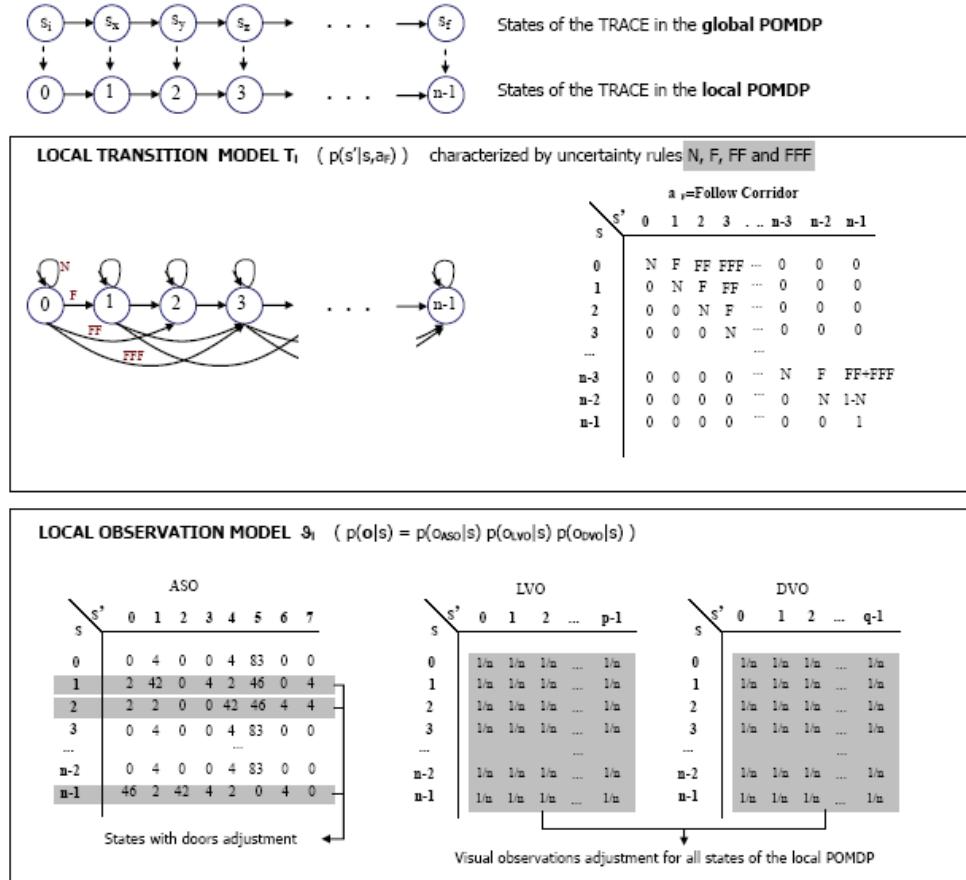 s_i s_x s_y s_z . . . s_f States of the TRACE in the global POMDP
0 1 2 3 . . . n-1 States of the TRACE in the local POMDP
LOCAL TRANSITION MODEL T_l ( p(s'|s,a_F) ) characterized by uncertainty rules N, F, FF and FFF
a_F=Follow Corridor
S' 0 1 2 3 . .. n-3 n-2 n-1
S
0 N F FF FFF ... 0 0 0
1 0 N F FF ... 0 0 0
2 0 0 N F ... 0 0 0
3 0 0 0 N ... 0 0 0
... ...
n-3 0 0 0 0 ... N F FF+FFF
n-2 0 0 0 0 ... 0 N 1-N
n-1 0 0 0 0 ... 0 0 1
N
0 F 1 2 3 . . . n-1
FF
FFF
LOCAL OBSERVATION MODEL ϑ_l ( p(o|s) = p(o_ASO|s) p(o_LVO|s) p(o_DVO|s) )
ASO
S' 0 1 2 3 4 5 6 7
S
0 0 4 0 0 4 83 0 0
1 2 42 0 4 2 46 0 4
2 2 2 0 0 42 46 4 4
3 0 4 0 0 4 83 0 0
... ...
n-2 0 4 0 0 4 83 0 0
n-1 46 2 42 4 2 0 4 0
States with doors adjustment
LVO
S' 0 1 2 ... p-1
S
0 1/n 1/n 1/n ... 1/n
1 1/n 1/n 1/n ... 1/n
2 1/n 1/n 1/n ... 1/n
3 1/n 1/n 1/n ... 1/n
... ...
n-2 1/n 1/n 1/n ... 1/n
n-1 1/n 1/n 1/n ... 1/n
DVO
S' 0 1 2 ... q-1
S
0 1/n 1/n 1/n ... 1/n
1 1/n 1/n 1/n ... 1/n
2 1/n 1/n 1/n ... 1/n
3 1/n 1/n 1/n ... 1/n
... ...
n-2 1/n 1/n 1/n ... 1/n
n-1 1/n 1/n 1/n ... 1/n
Visual observations adjustment for all states of the local POMDP